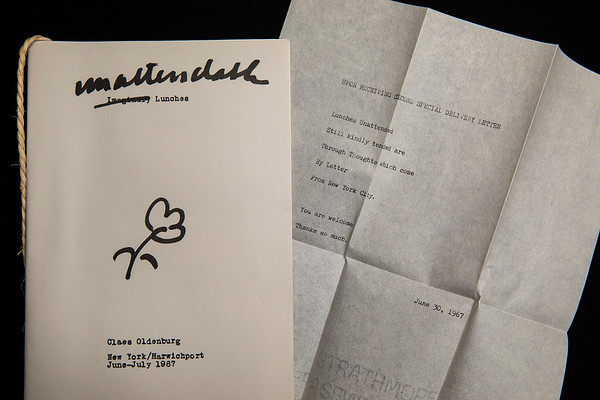 unattendable
Imaginary Lunches
Claes Oldenburg
New York/Harwichport
June-July 1967
UPON RECEIVING SECOND SPECIAL DELIVERY LETTER
Lunches Unattended
Still kindly tended are
Through Thoughts which come
By Letter
From New York City.
You are welcome
Thanks so much.
June 30, 1967
STRATHMORE